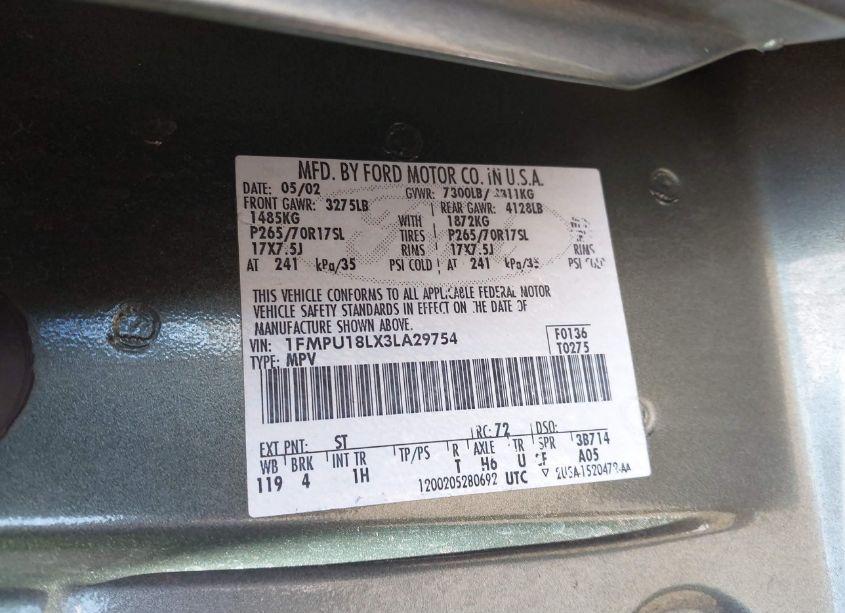 MFD. BY FORD MOTOR CO. IN U.S.A.
DATE: 05/02 GVWR: 7300LB/ 3311KG
FRONT GAWR: 3275LB REAR GAWR: 4128LB
1485KG WITH 1872KG
P265/70R17SL TIRES P265/70R17SL
17X7.5J RIMS 17X7.5J RIMS
AT 241 kPa/35 PSI COLD AT 241 kPa/35 PSI COLD
THIS VEHICLE CONFORMS TO ALL APPLICABLE FEDERAL MOTOR
VEHICLE SAFETY STANDARDS IN EFFECT ON THE DATE OF
MANUFACTURE SHOWN ABOVE.
VIN: 1FMPU18LX3LA29754 F0136
TYPE: MPV T0275
EXT PNT: ST RC: 72 DSO:
WB BRK INT TR TP/PS R AXLE TR SPR 3B714
119 4 1H T H6 U A05
1200205280692 UTC